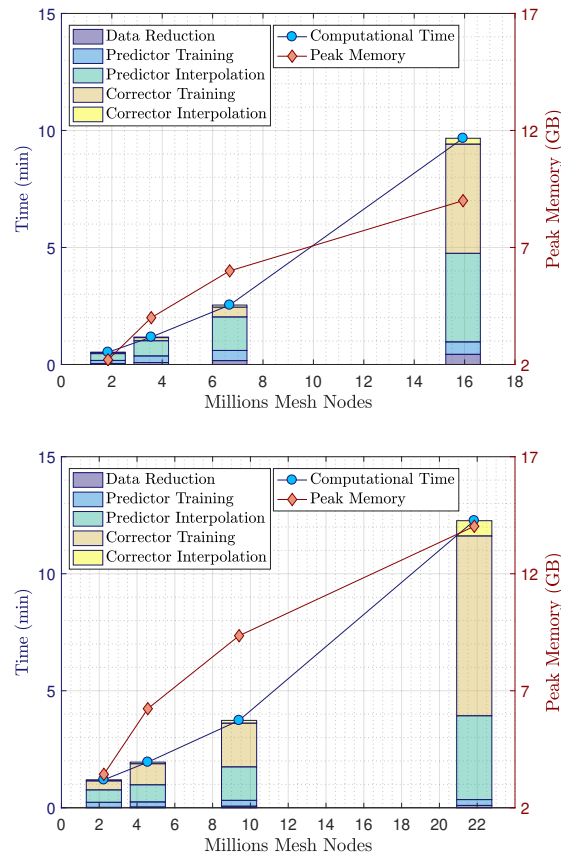 15
10
5
0
Time (min)
Data Reduction
Predictor Training
Predictor Interpolation
Corrector Training
Corrector Interpolation
Computational Time
Peak Memory
17
12
7
2
Peak Memory (GB)
0 2 4 6 8 10 12 14 16 18
Millions Mesh Nodes
15
10
5
0
Time (min)
Data Reduction
Predictor Training
Predictor Interpolation
Corrector Training
Corrector Interpolation
Computational Time
Peak Memory
17
12
7
2
Peak Memory (GB)
0 2 4 6 8 10 12 14 16 18 20 22
Millions Mesh Nodes